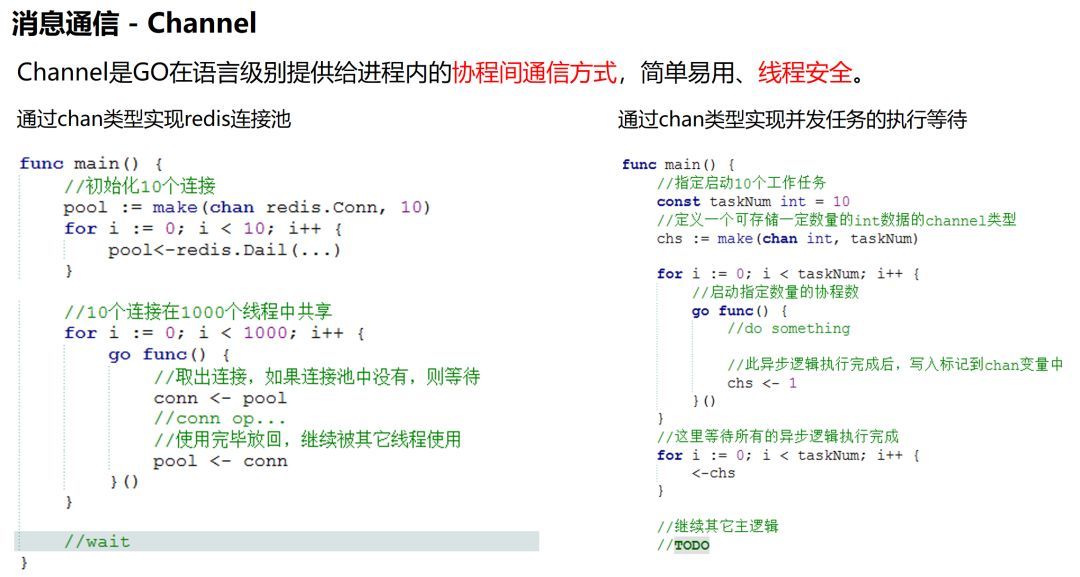 消息通信 - Channel
Channel是GO在语言级别提供给进程内的协程间通信方式，简单易用、线程安全。
通过chan类型实现redis连接池
func main() {
//初始化10个连接
pool := make(chan redis.Conn, 10)
for i := 0; i < 10; i++ {
pool<-redis.Dail(...)
}
//10个连接在1000个线程中共享
for i := 0; i < 1000; i++ {
go func() {
//取出连接，如果连接池中没有，则等待
conn <- pool
//conn op...
//使用完毕放回，继续被其它线程使用
pool <- conn
}()
}
//wait
}
通过chan类型实现并发任务的执行等待
func main() {
//指定启动10个工作任务
const taskNum int = 10
//定义一个可存储一定数量的int数据的channel类型
chs := make(chan int, taskNum)
for i := 0; i < taskNum; i++ {
//启动指定数量的协程数
go func() {
//do something
//此异步逻辑执行完成后，写入标记到chan变量中
chs <- 1
}()
}
//这里等待所有的异步逻辑执行完成
for i := 0; i < taskNum; i++ {
<-chs
}
//继续其它主逻辑
//TODO